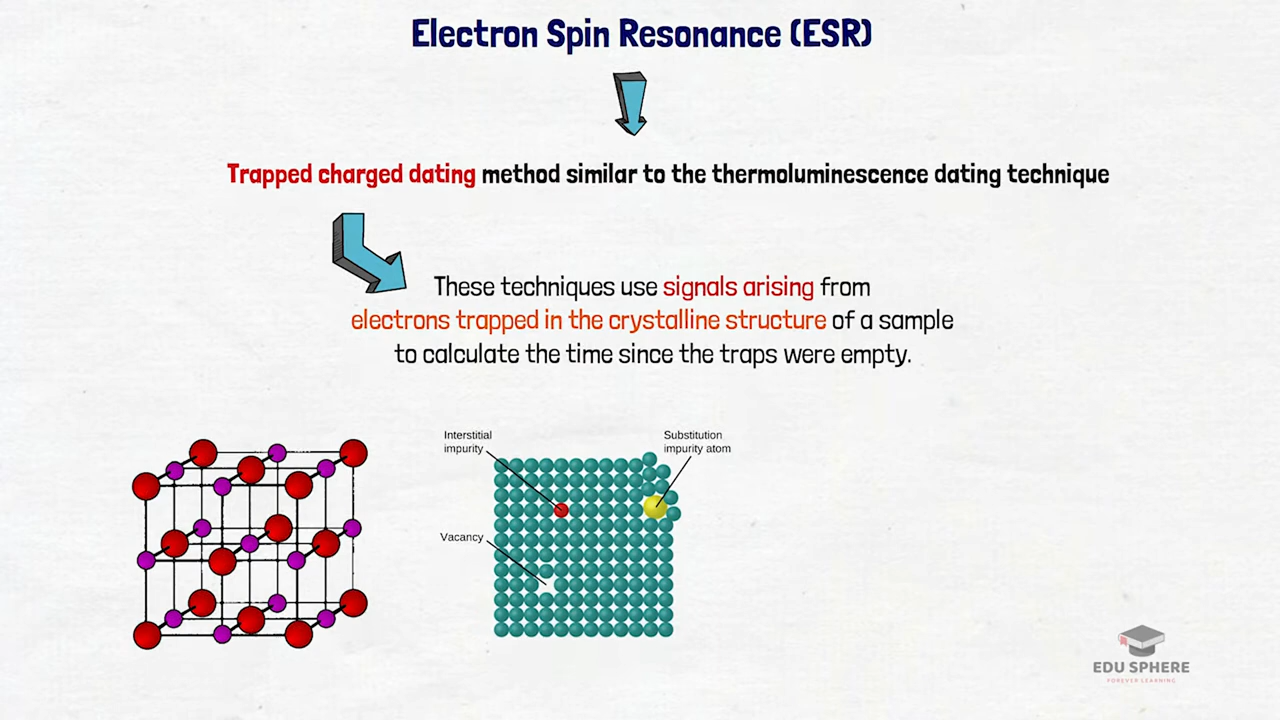 Electron Spin Resonance (ESR)
Trapped charged dating method similar to the thermoluminescence dating technique
These techniques use signals arising from
electrons trapped in the crystalline structure of a sample
to calculate the time since the traps were empty.
Interstitial
impurity
Substitution
impurity atom
Vacancy
EDU SPHERE
FOREVER LEARNING